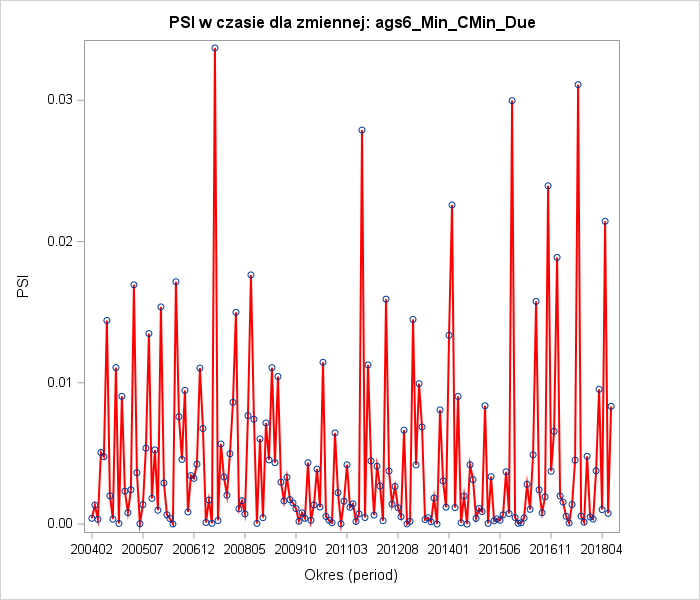 PSI w czasie dla zmiennej: ags6_Min_CMin_Due
0.03
0.02
PSI
0.01
0.00
200402 200507 200612 200805 200910 201103 201208 201401 201506 201611 201804
Okres (period)